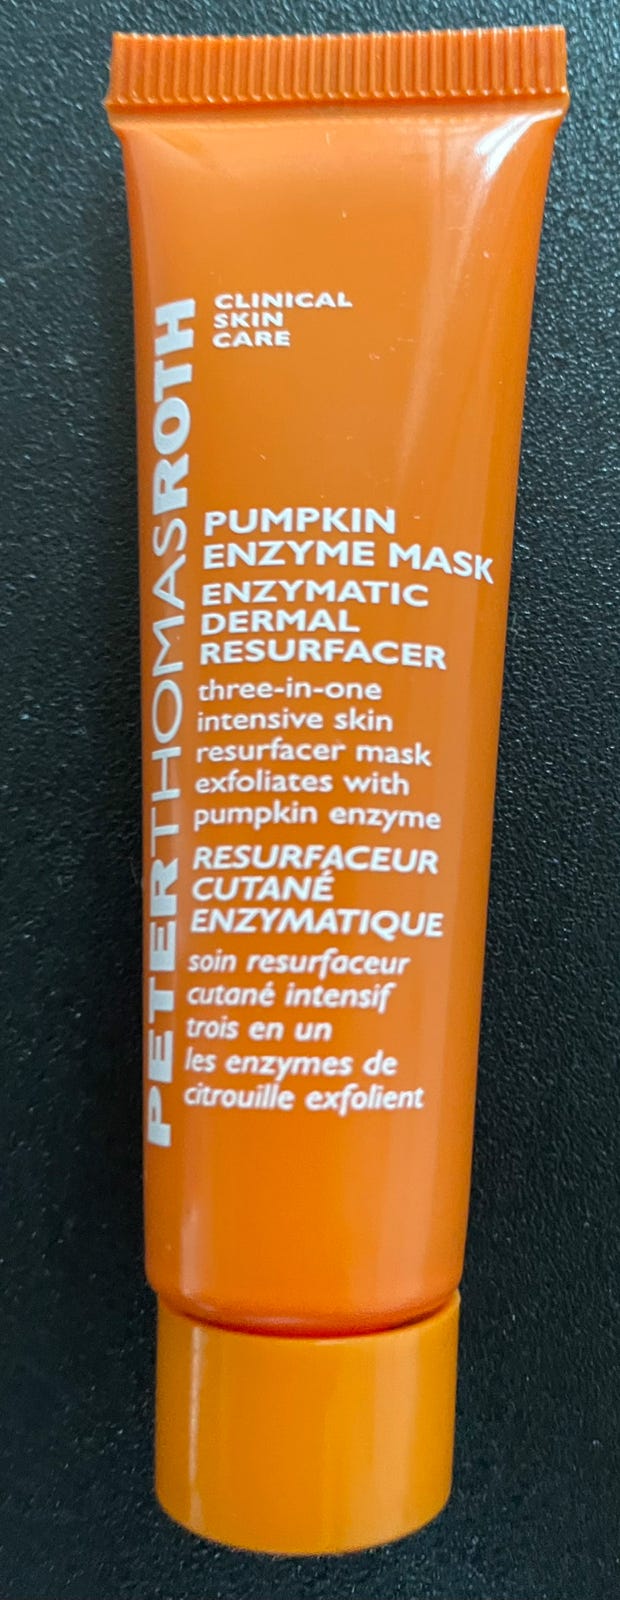 PETERTHOMASROTH
CLINICAL
SKIN
CARE
PUMPKIN
ENZYME MASK
ENZYMATIC
DERMAL
RESURFACER
three-in-one
intensive skin
resurfacer mask
exfoliates with
pumpkin enzyme
RESURFACEUR
CUTANÉ
ENZYMATIQUE
soin resurfaceur
cutané intensif
trois en un
les enzymes de
citrouille exfolient